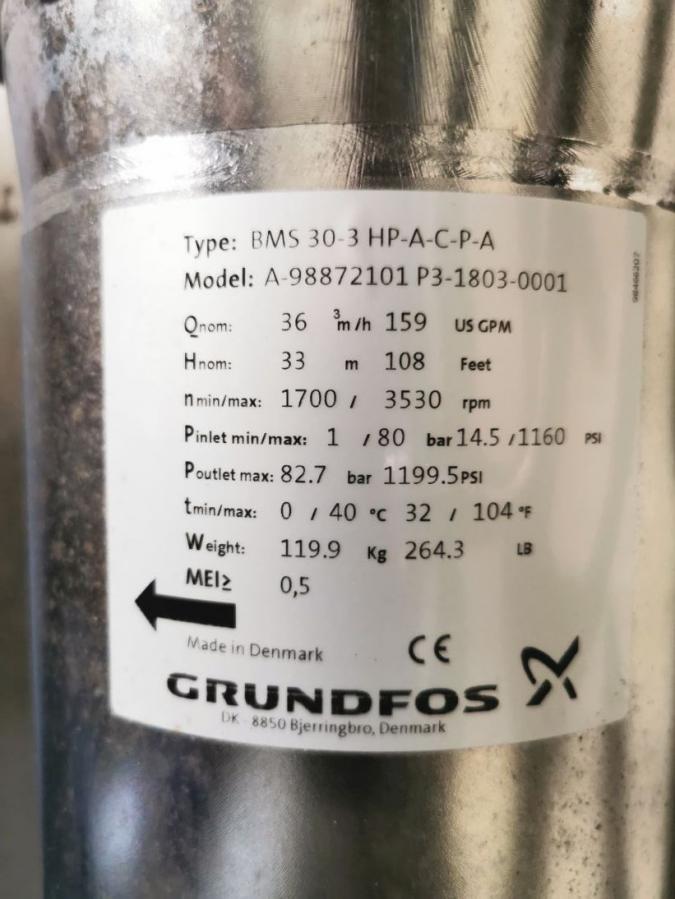 Type: BMS 30-3 HP-A-C-P-A
Model: A-98872101 P3-1803-0001
Qnom: 36 ³m/h 159 US GPM
Hnom: 33 m 108 Feet
nmin/max: 1700 / 3530 rpm
Pinlet min/max: 1 / 80 bar 14.5 / 1160 PSI
Poutlet max: 82.7 bar 1199.5 PSI
tmin/max: 0 / 40 °C 32 / 104 °F
Weight: 119.9 Kg 264.3 LB
MEI≥ 0,5
Made in Denmark CE
GRUNDFOS
DK - 8850 Bjerringbro, Denmark